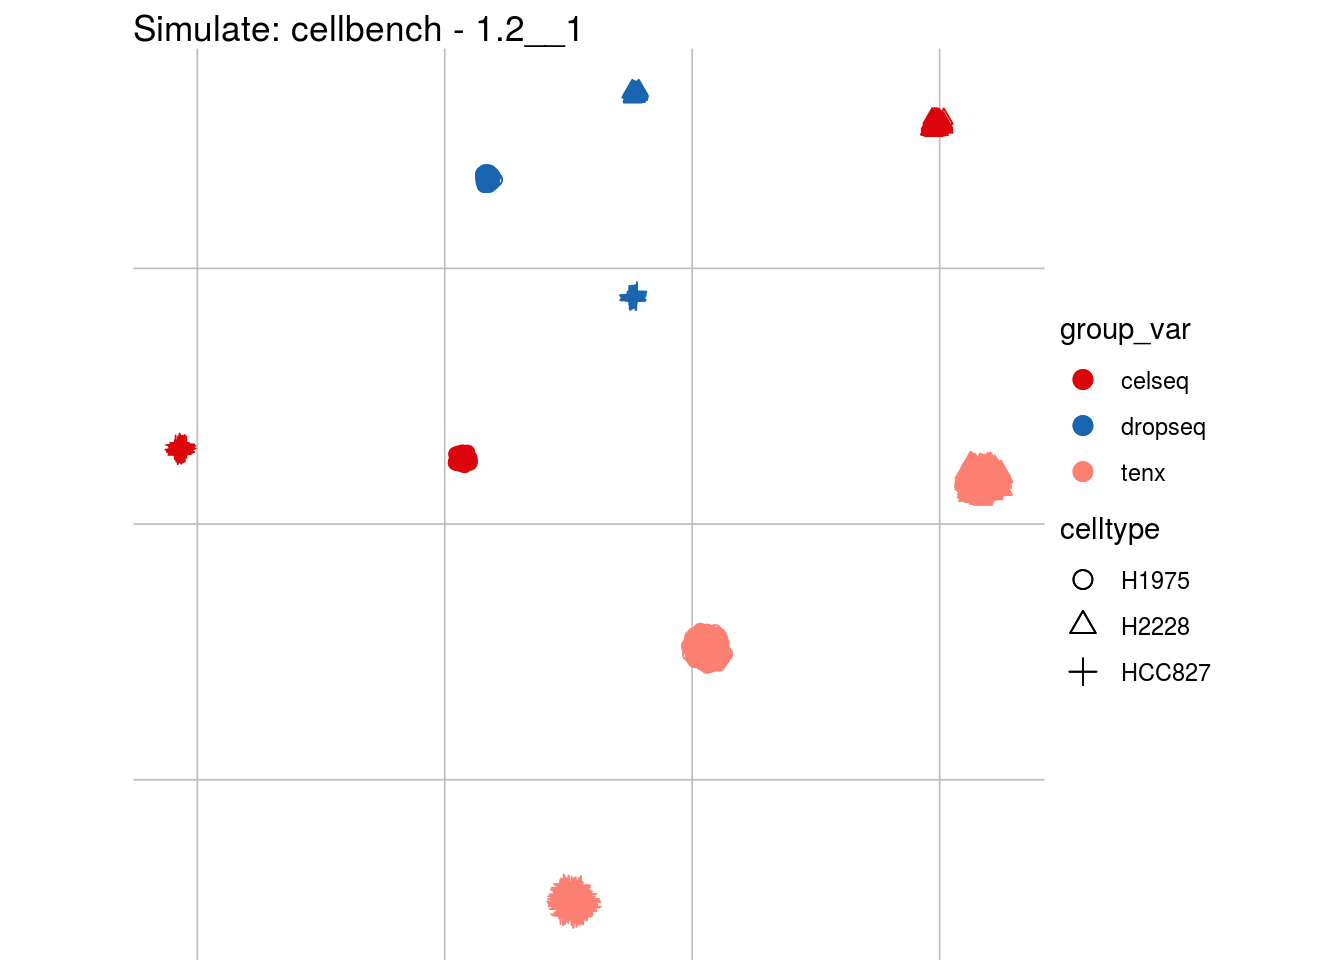 Simulate: cellbench - 1.2__1
group_var
celseq
dropseq
tenx
celltype
H1975
H2228
HCC827